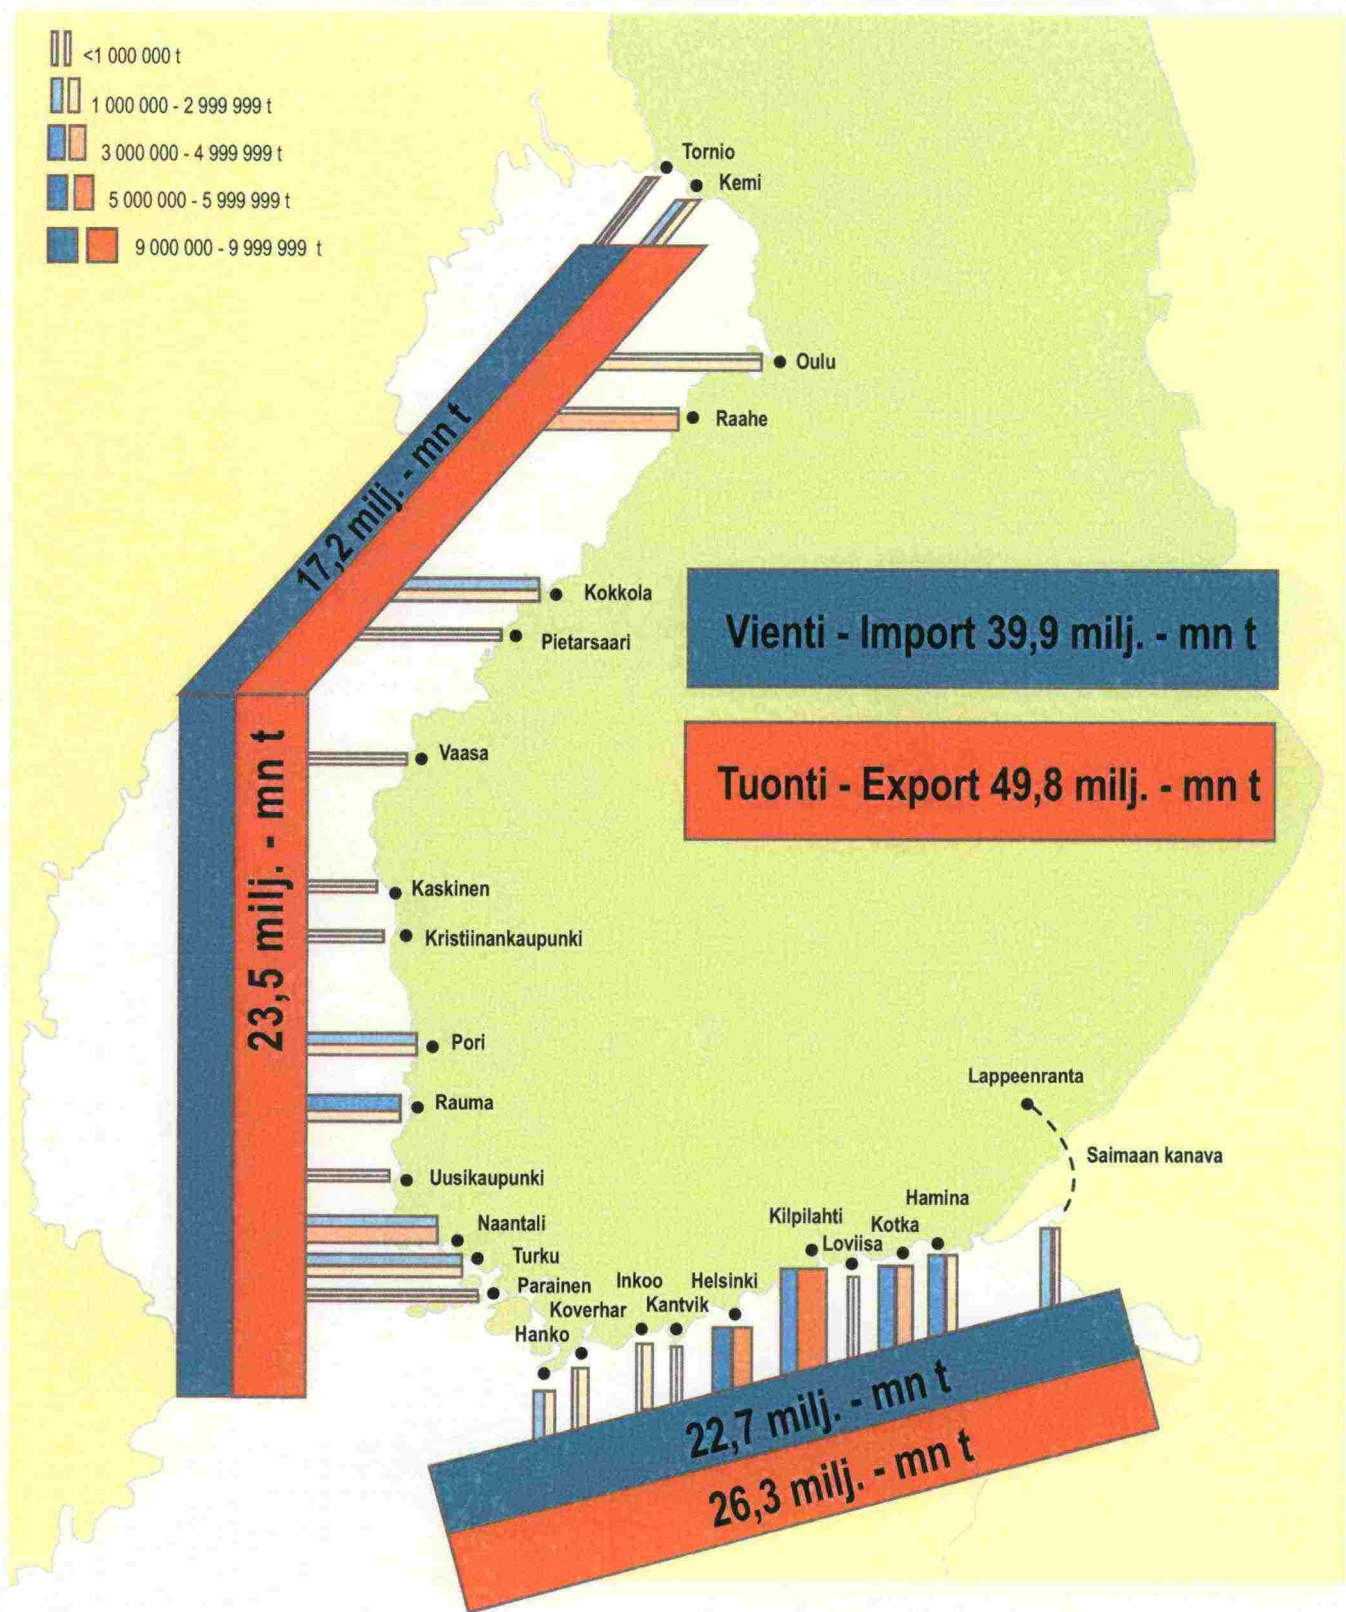 <1 000 000 t
1 000 000 - 2 999 999 t
3 000 000 - 4 999 999 t
5 000 000 - 5 999 999 t
9 000 000 - 9 999 999 t
Tornio
Kemi
Oulu
Raahe
17,2 milj. - mn t
Kokkola
Pietarsaari
Vienti - Import 39,9 milj. - mn t
Tuonti - Export 49,8 milj. - mn t
Vaasa
23,5 milj. - mn t
Kaskinen
Kristiinankaupunki
Pori
Rauma
Uusikaupunki
Naantali
Turku
Parainen
Lappeenranta
Saimaan kanava
Hamina
Kotka
Kilpilahti
Loviisa
Helsinki
Inkoo
Kantvik
Koverhar
Hanko
22,7 milj. - mn t
26,3 milj. - mn t